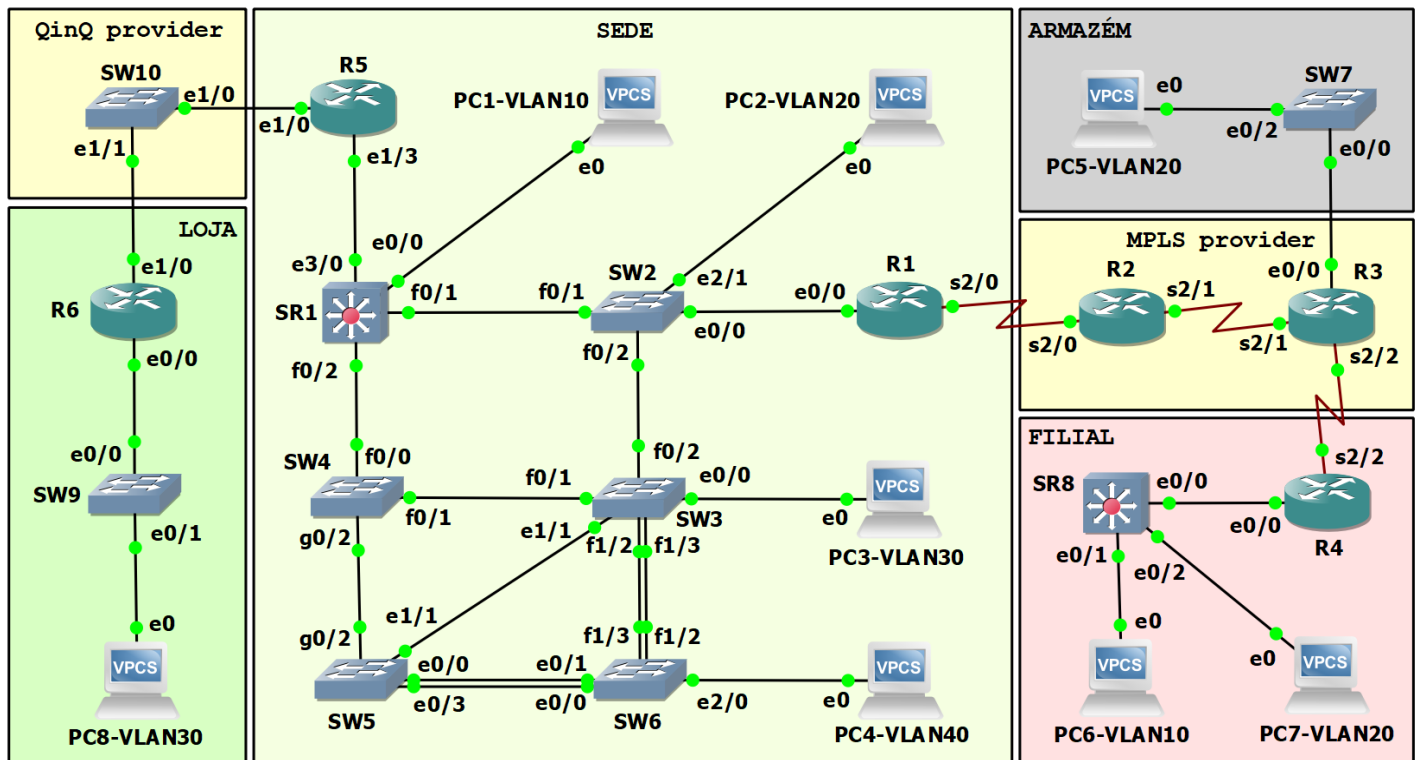 QinQ provider
SW10
e1/0
e1/1
LOJA
e1/0
R6
e0/0
e0/0
SW9
e0/1
e0
VPCS
PC8-VLAN30
SEDE
R5
e1/0
e1/3
PC1-VLAN10
VPCS
e0
PC2-VLAN20
VPCS
e0
e0/0
e3/0
SR1
f0/1
f0/2
f0/1
SW2
e2/1
e0/0
f0/2
e0/0
R1
s2/0
f0/0
SW4
f0/1
g0/2
f0/2
f0/1
e0/0
SW3
e1/1
f1/2
f1/3
e0
VPCS
PC3-VLAN30
g0/2
e1/1
e0/0
e0/3
SW5
f1/3
f1/2
e0/1
e0/0
e2/0
SW6
e0
VPCS
PC4-VLAN40
ARMAZÉM
SW7
e0
VPCS
e0/2
e0/0
PC5-VLAN20
MPLS provider
R2
s2/1
s2/0
e0/0
R3
s2/1
s2/2
FILIAL
s2/2
SR8
e0/0
e0/0
R4
e0/1
e0/2
e0
VPCS
PC6-VLAN10
e0
VPCS
PC7-VLAN20